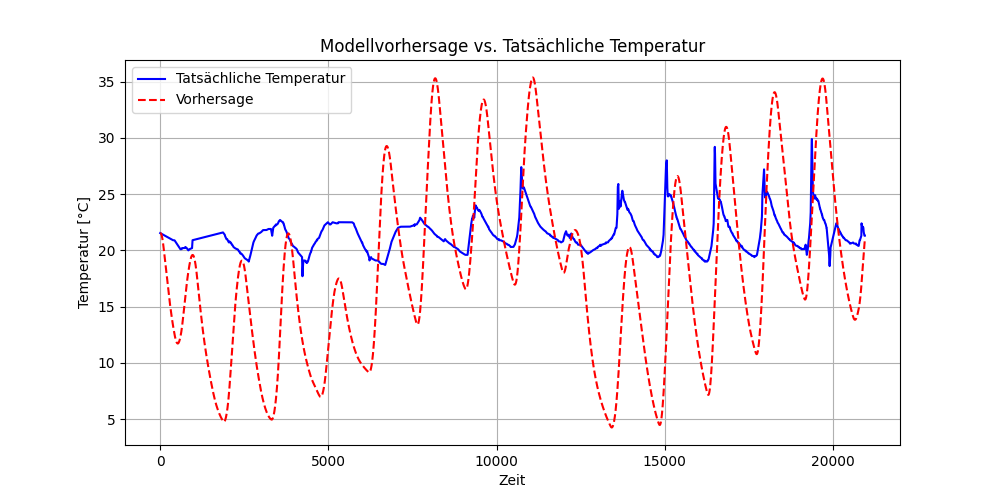 Modellvorhersage vs. Tatsächliche Temperatur
Tatsächliche Temperatur
Vorhersage
Temperatur [°C]
35
30
25
20
15
10
5
0
5000
10000
15000
20000
Zeit